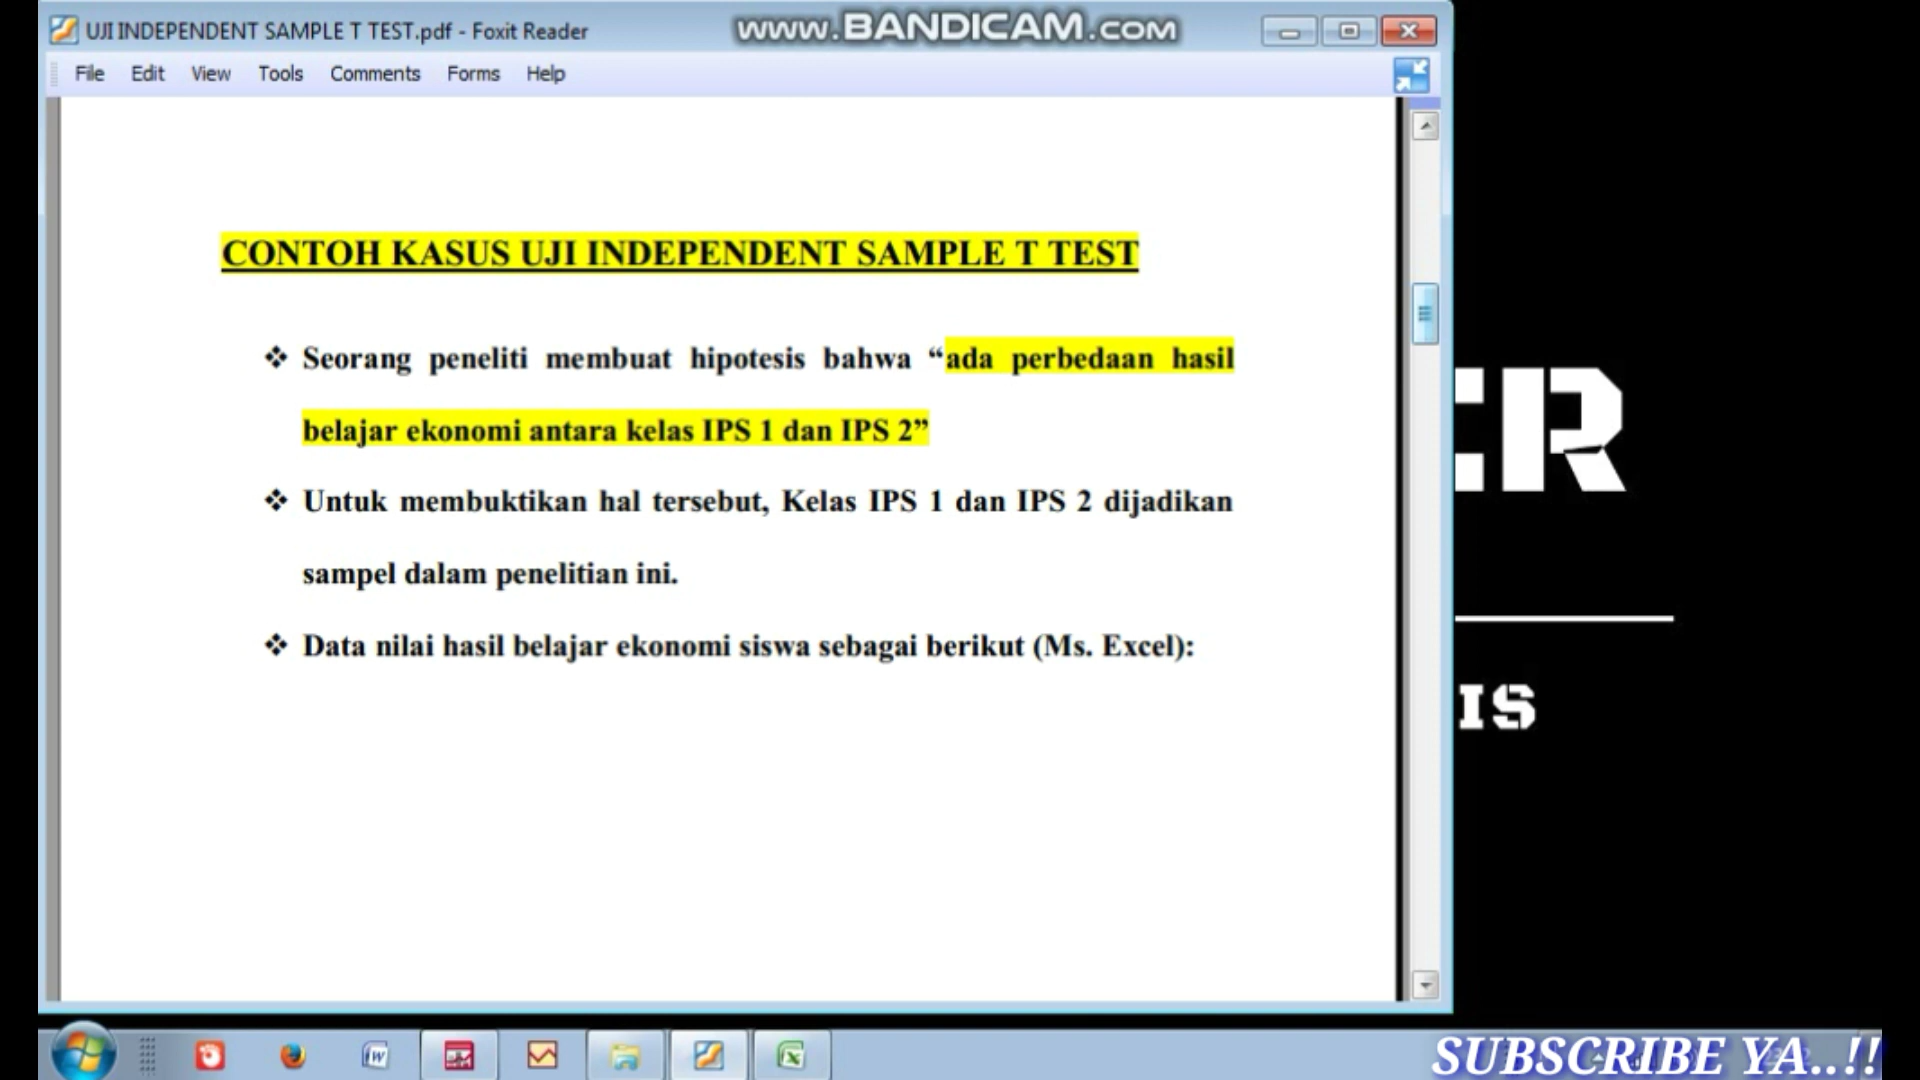 UJI INDEPENDENT SAMPLE T TEST.pdf - Foxit Reader
www.BANDICAM.com
File Edit View Tools Comments Forms Help
CONTOH KASUS UJI INDEPENDENT SAMPLE T TEST
❖ Seorang peneliti membuat hipotesis bahwa “ada perbedaan hasil
belajar ekonomi antara kelas IPS 1 dan IPS 2”
❖ Untuk membuktikan hal tersebut, Kelas IPS 1 dan IPS 2 dijadikan
sampel dalam penelitian ini.
❖ Data nilai hasil belajar ekonomi siswa sebagai berikut (Ms. Excel):
ER
IS
SUBSCRIBE YA..!!